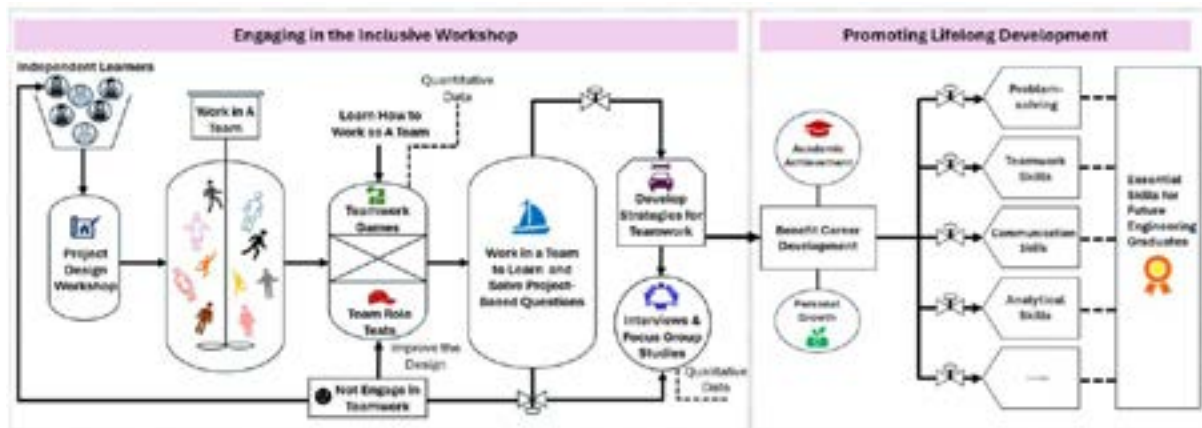 Engaging in the Inclusive Workshop
Promoting Lifelong Development
Independent Learners
Work in A
Team
Learn How to
Work as A Team
Quantitative
Data
Project
Design
Workshop
Teamwork
Games
Team Role
Tests
Improve the
Design
Not Engage in
Teamwork
Work in a Team
to Learn and
Solve Project-
Based Questions
Develop
Strategies for
Teamwork
Interviews &
Focus Group
Studies
Qualitative
Data
Academic
Achievement
Benefit Career
Development
Personal
Growth
Problem-
solving
Teamwork
Skills
Communication
Skills
Analytical
Skills
......
Essential
Skills for
Future
Engineering
Graduates